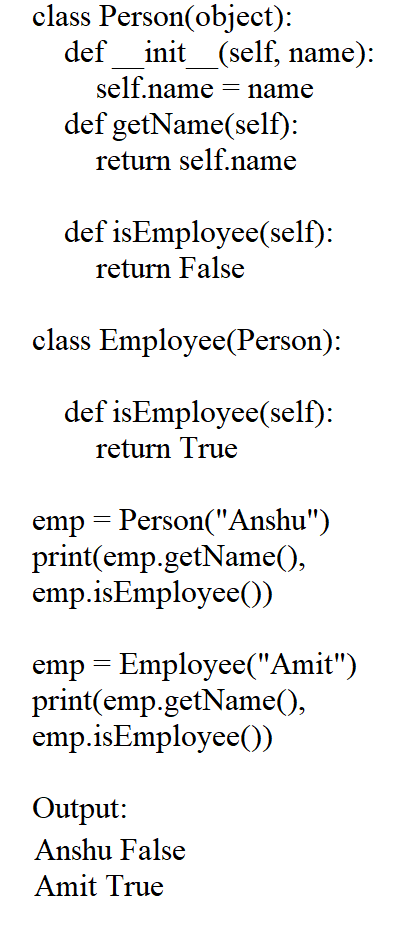 class Person(object):
def __init__(self, name):
self.name = name
def getName(self):
return self.name
def isEmployee(self):
return False
class Employee(Person):
def isEmployee(self):
return True
emp = Person("Anshu")
print(emp.getName(),
emp.isEmployee())
emp = Employee("Amit")
print(emp.getName(),
emp.isEmployee())
Output:
Anshu False
Amit True